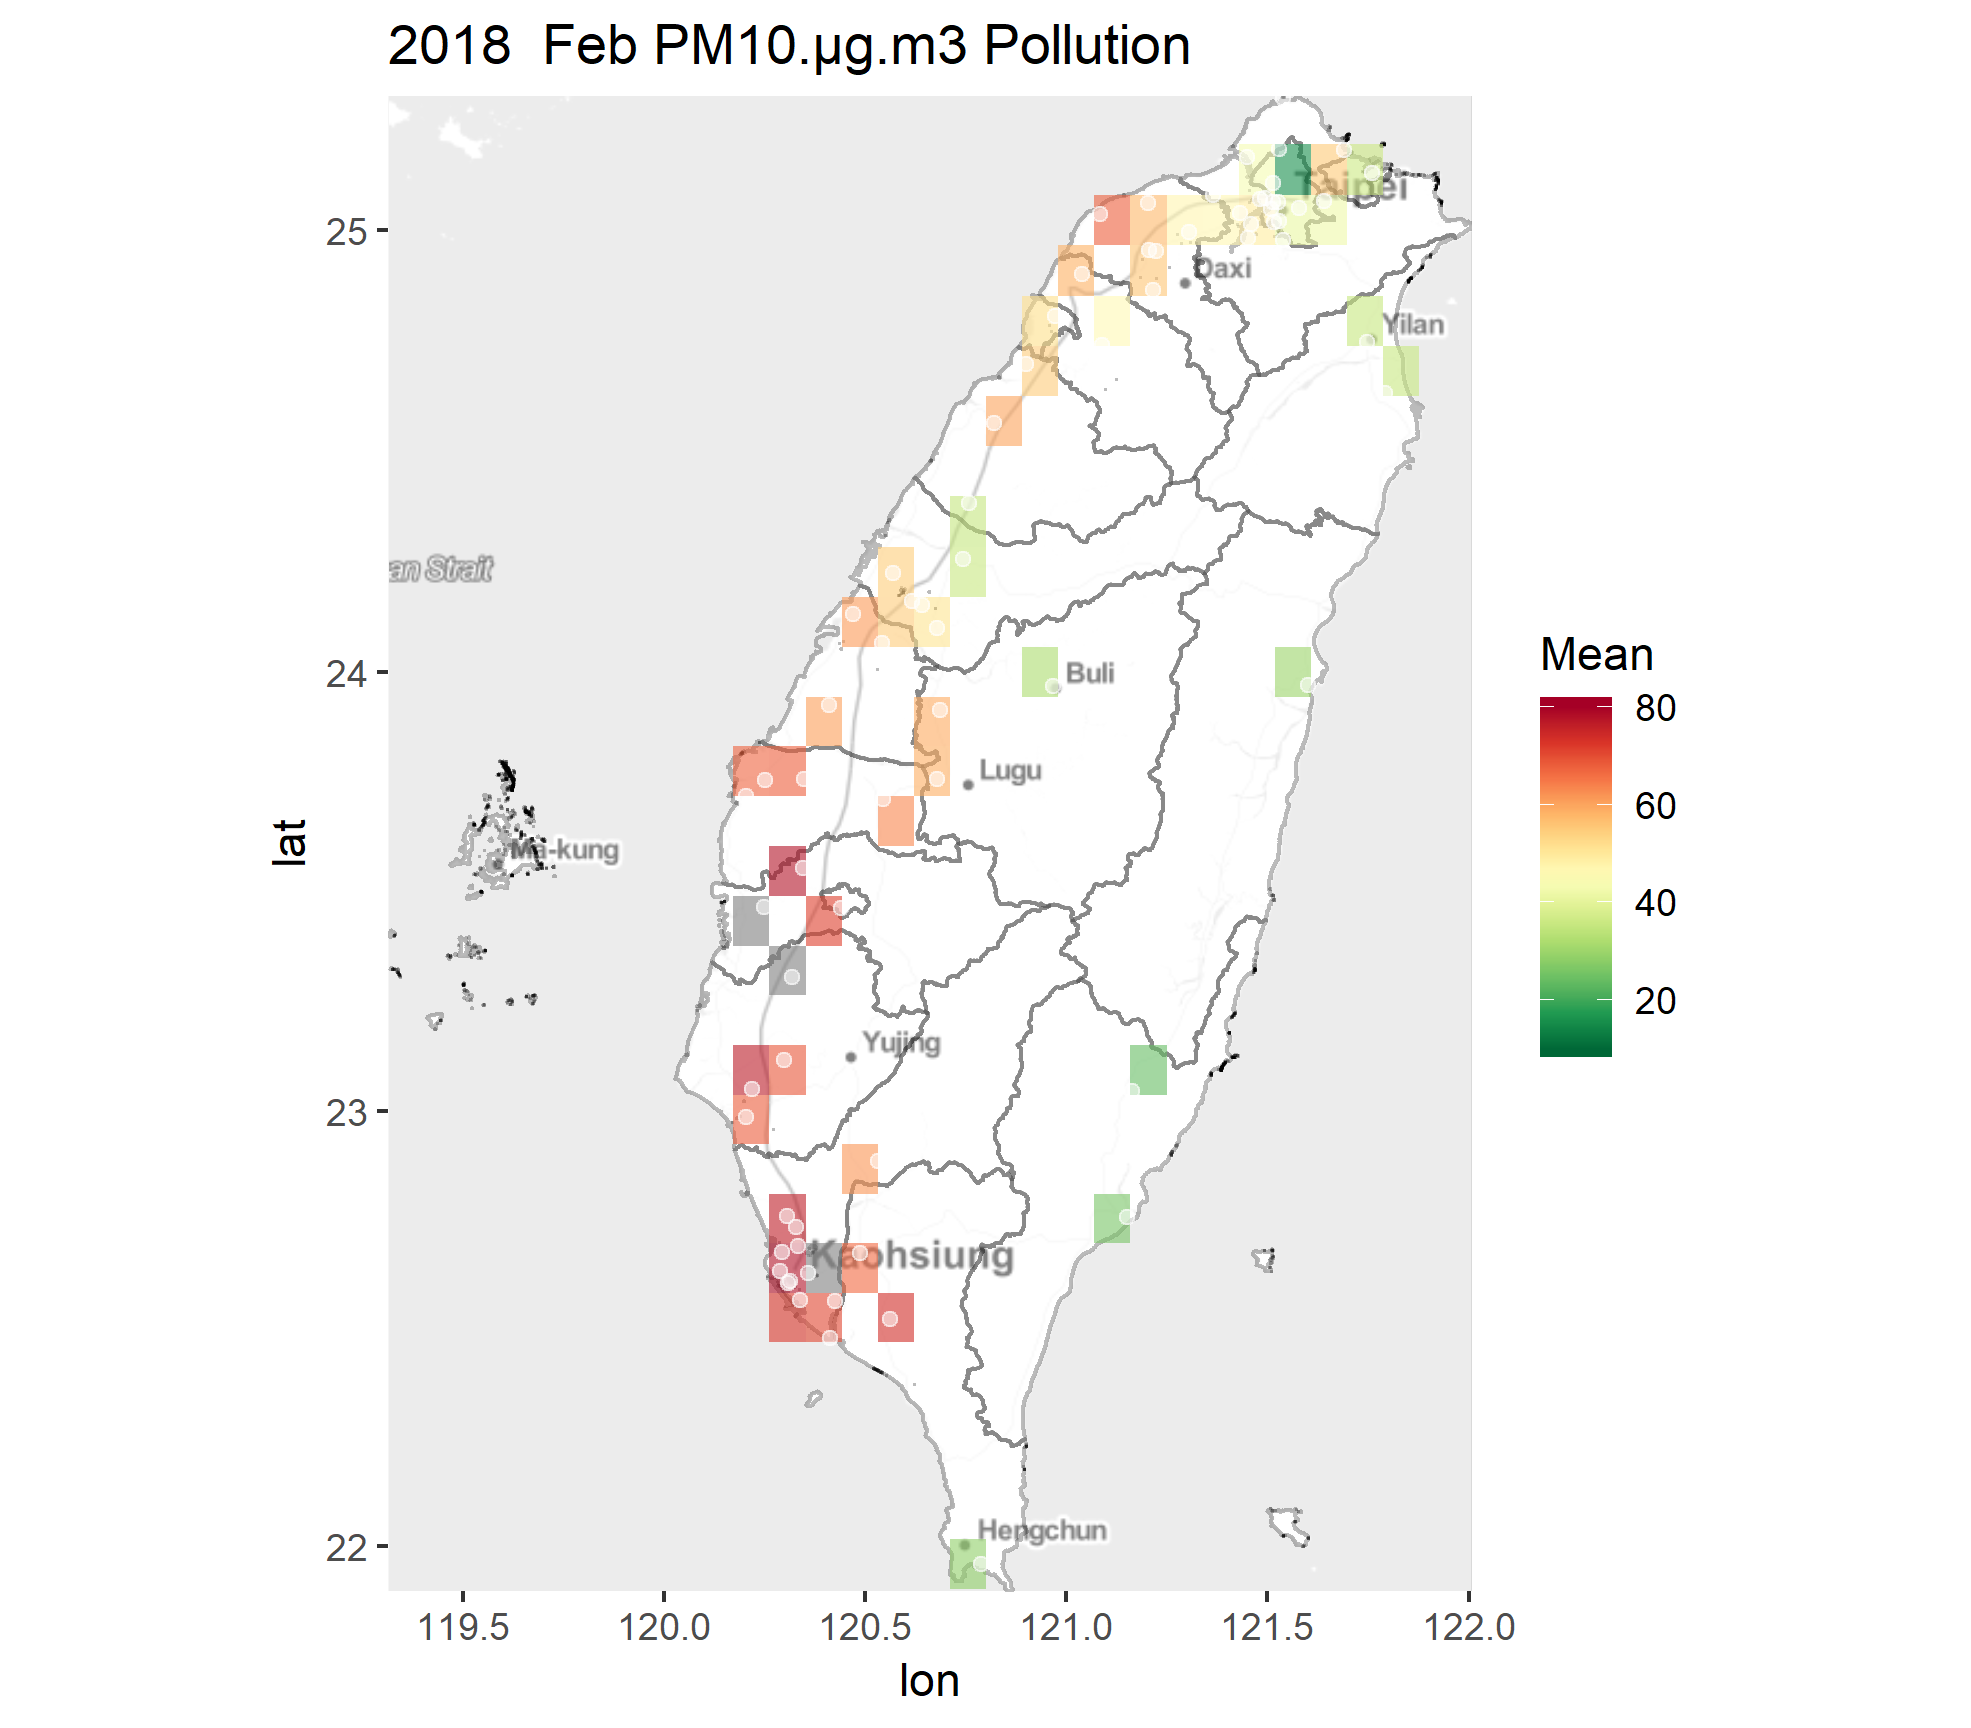 2018  Feb PM10.µg.m3 Pollution
25
24
23
22
lat
Taipei
Daxi
Yilan
an Strait
Buli
Lugu
Ma-kung
Yujing
Kaohsiung
Hengchun
119.5 120.0 120.5 121.0 121.5 122.0
lon
Mean
80
60
40
20